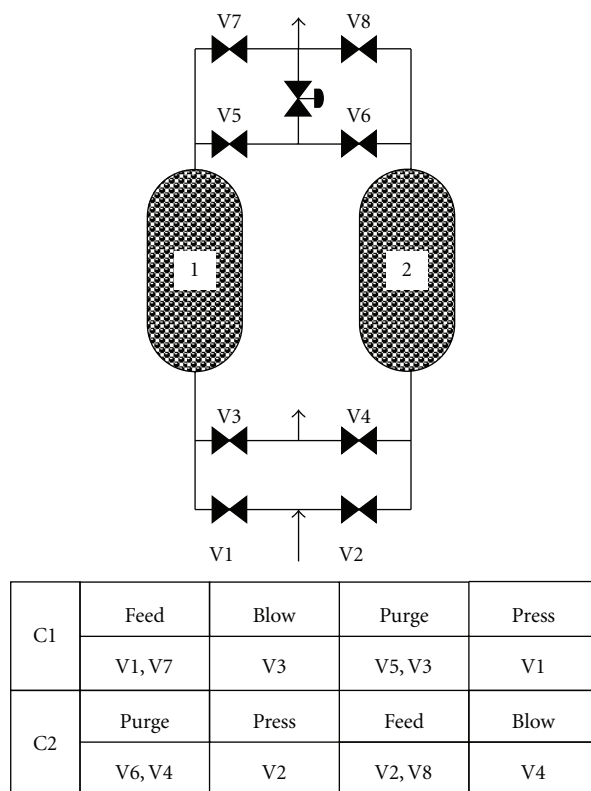 V7 V8
V5 V6
1 2
V3 V4
V1 V2
C1 Feed Blow Purge Press
V1, V7 V3 V5, V3 V1
C2 Purge Press Feed Blow
V6, V4 V2 V2, V8 V4